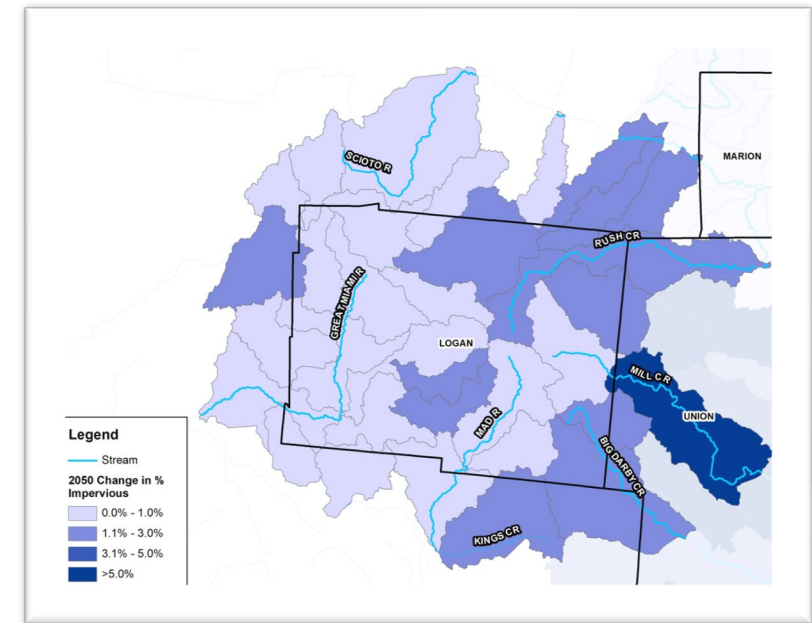 MARION
SCIOTO R
RUSH CR
GREAT MIAMI R
LOGAN
MILL CR
UNION
MAD R
BIG DARBY CR
KINGS CR
Legend
Stream
2050 Change in %
Impervious
0.0% - 1.0%
1.1% - 3.0%
3.1% - 5.0%
>5.0%